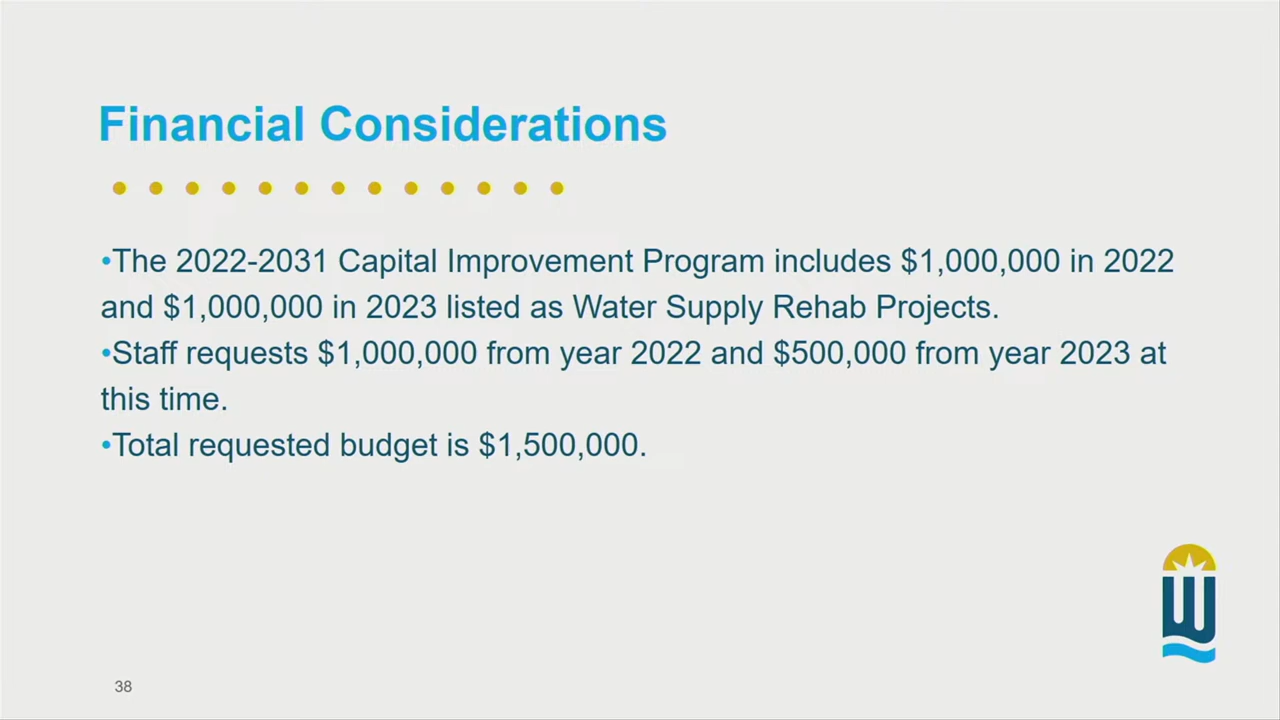 Financial Considerations
•The 2022-2031 Capital Improvement Program includes $1,000,000 in 2022
and $1,000,000 in 2023 listed as Water Supply Rehab Projects.
•Staff requests $1,000,000 from year 2022 and $500,000 from year 2023 at
this time.
•Total requested budget is $1,500,000.
W
38